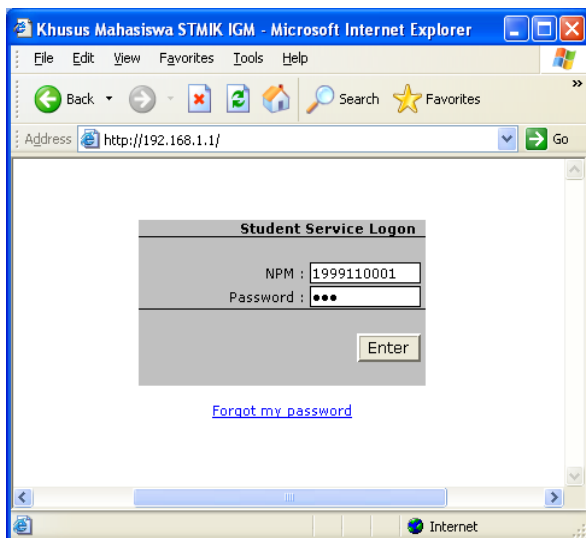 Khusus Mahasiswa STMIK IGM - Microsoft Internet Explorer
File Edit View Favorites Tools Help
Back Search Favorites »
Address http://192.168.1.1/ Go
Student Service Logon
NPM : 1999110001
Password : •••
Enter
Forgot my password
Internet